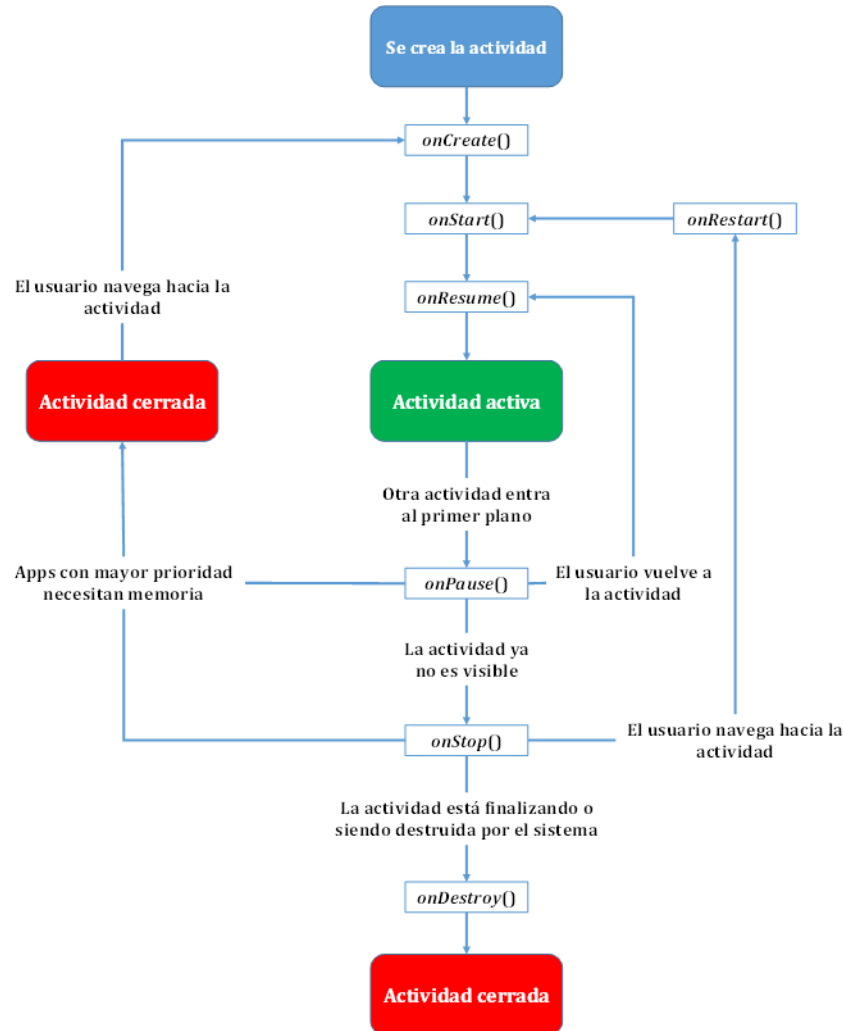 Se crea la actividad
onCreate()
onStart()
onRestart()
El usuario navega hacia la
actividad
onResume()
Actividad cerrada
Actividad activa
Otra actividad entra
al primer plano
Apps con mayor prioridad
necesitan memoria
onPause()
El usuario vuelve a
la actividad
La actividad ya
no es visible
onStop()
El usuario navega hacia la
actividad
La actividad está finalizando o
siendo destruida por el sistema
onDestroy()
Actividad cerrada